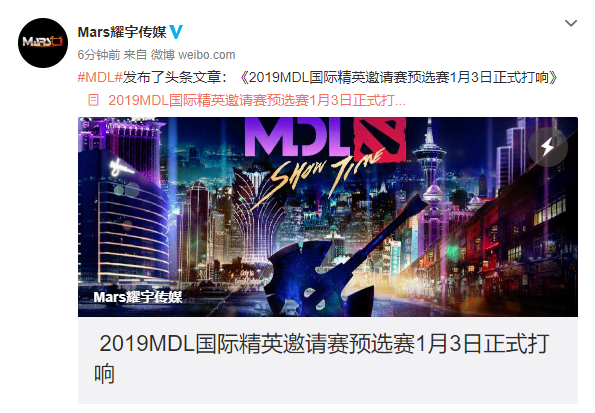 MarsO
Mars耀宇传媒 V
6分钟前 来自 微博 weibo.com
#MDL#发布了头条文章：《2019MDL国际精英邀请赛预选赛1月3日正式打响》
2019MDL国际精英邀请赛预选赛1月3日正式打...
MDL
SHOW TIME
Mars耀宇传媒
2019MDL国际精英邀请赛预选赛1月3日正式打
响